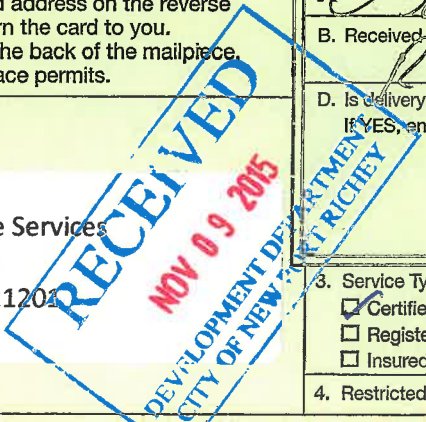 d address on the reverse
rn the card to you.
he back of the mailpiece,
ace permits.
B. Received
D. Is delivery
If YES, en
e Services
1201
RECEIVED
NOV 09 2015
DEVELOPMENT DEPARTMENT
CITY OF NEW PORT RICHEY
3. Service Ty
Certifie
Registe
Insured
4. Restricted